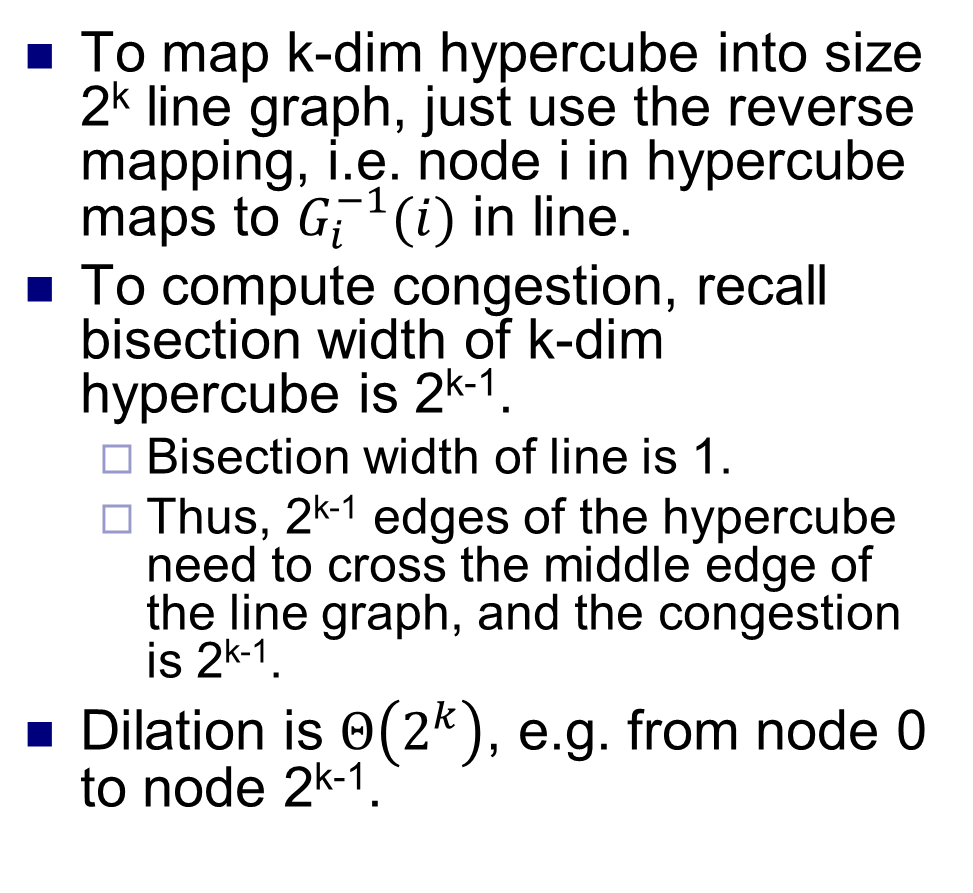 To map k-dim hypercube into size
2ᵏ line graph, just use the reverse
mapping, i.e. node i in hypercube
maps to Gᵢ⁻¹(i) in line.
To compute congestion, recall
bisection width of k-dim
hypercube is 2ᵏ⁻¹.
Bisection width of line is 1.
Thus, 2ᵏ⁻¹ edges of the hypercube
need to cross the middle edge of
the line graph, and the congestion
is 2ᵏ⁻¹.
Dilation is Θ(2ᵏ), e.g. from node 0
to node 2ᵏ⁻¹.